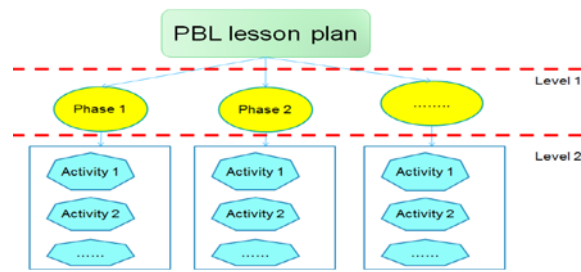 PBL lesson plan
Level 1
Phase 1
Phase 2
........
Level 2
Activity 1
Activity 1
Activity 1
Activity 2
Activity 2
Activity 2
......
......
......